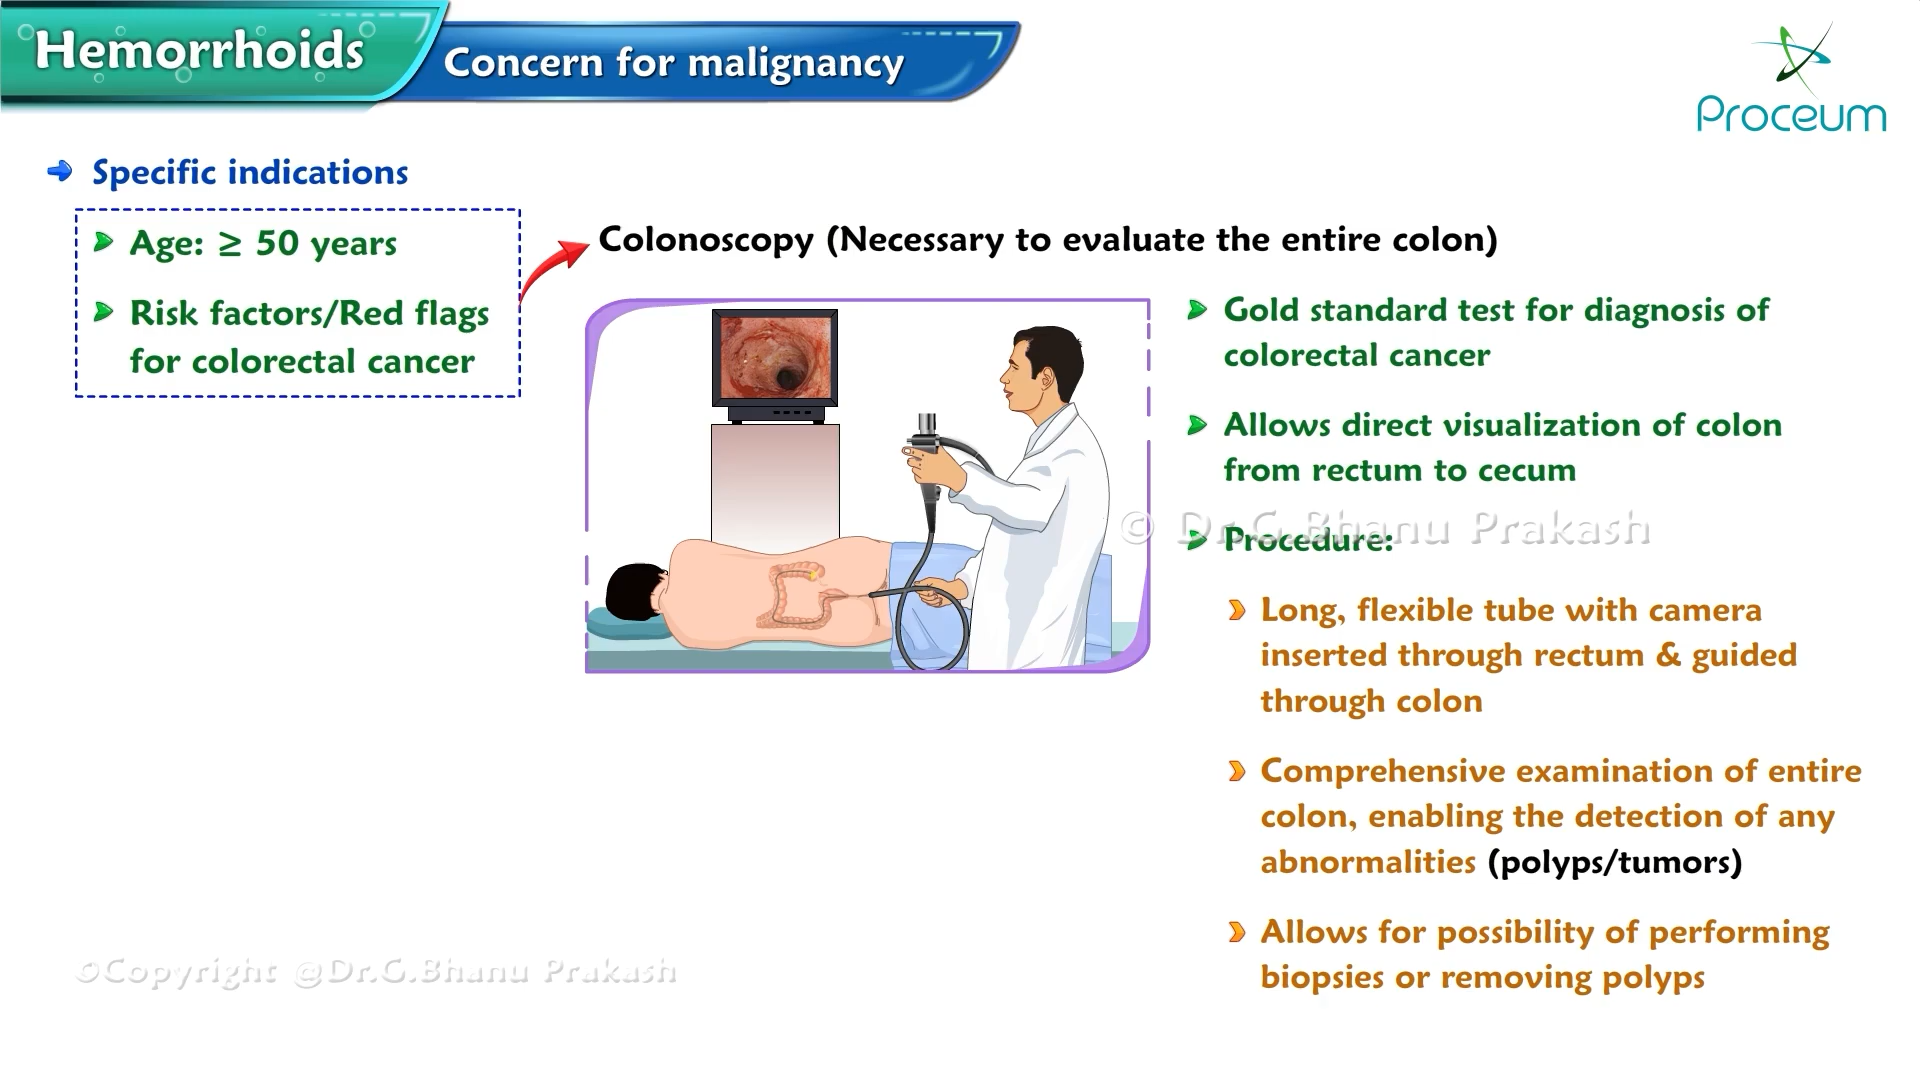 Hemorrhoids
Concern for malignancy
Proceum
Specific indications
Age: ≥ 50 years
Risk factors/Red flags
for colorectal cancer
Colonoscopy (Necessary to evaluate the entire colon)
Gold standard test for diagnosis of
colorectal cancer
Allows direct visualization of colon
from rectum to cecum
© Dr.G.Bhanu Prakash
Procedure:
Long, flexible tube with camera
inserted through rectum & guided
through colon
Comprehensive examination of entire
colon, enabling the detection of any
abnormalities (polyps/tumors)
Allows for possibility of performing
biopsies or removing polyps
©Copyright @Dr.G.Bhanu Prakash